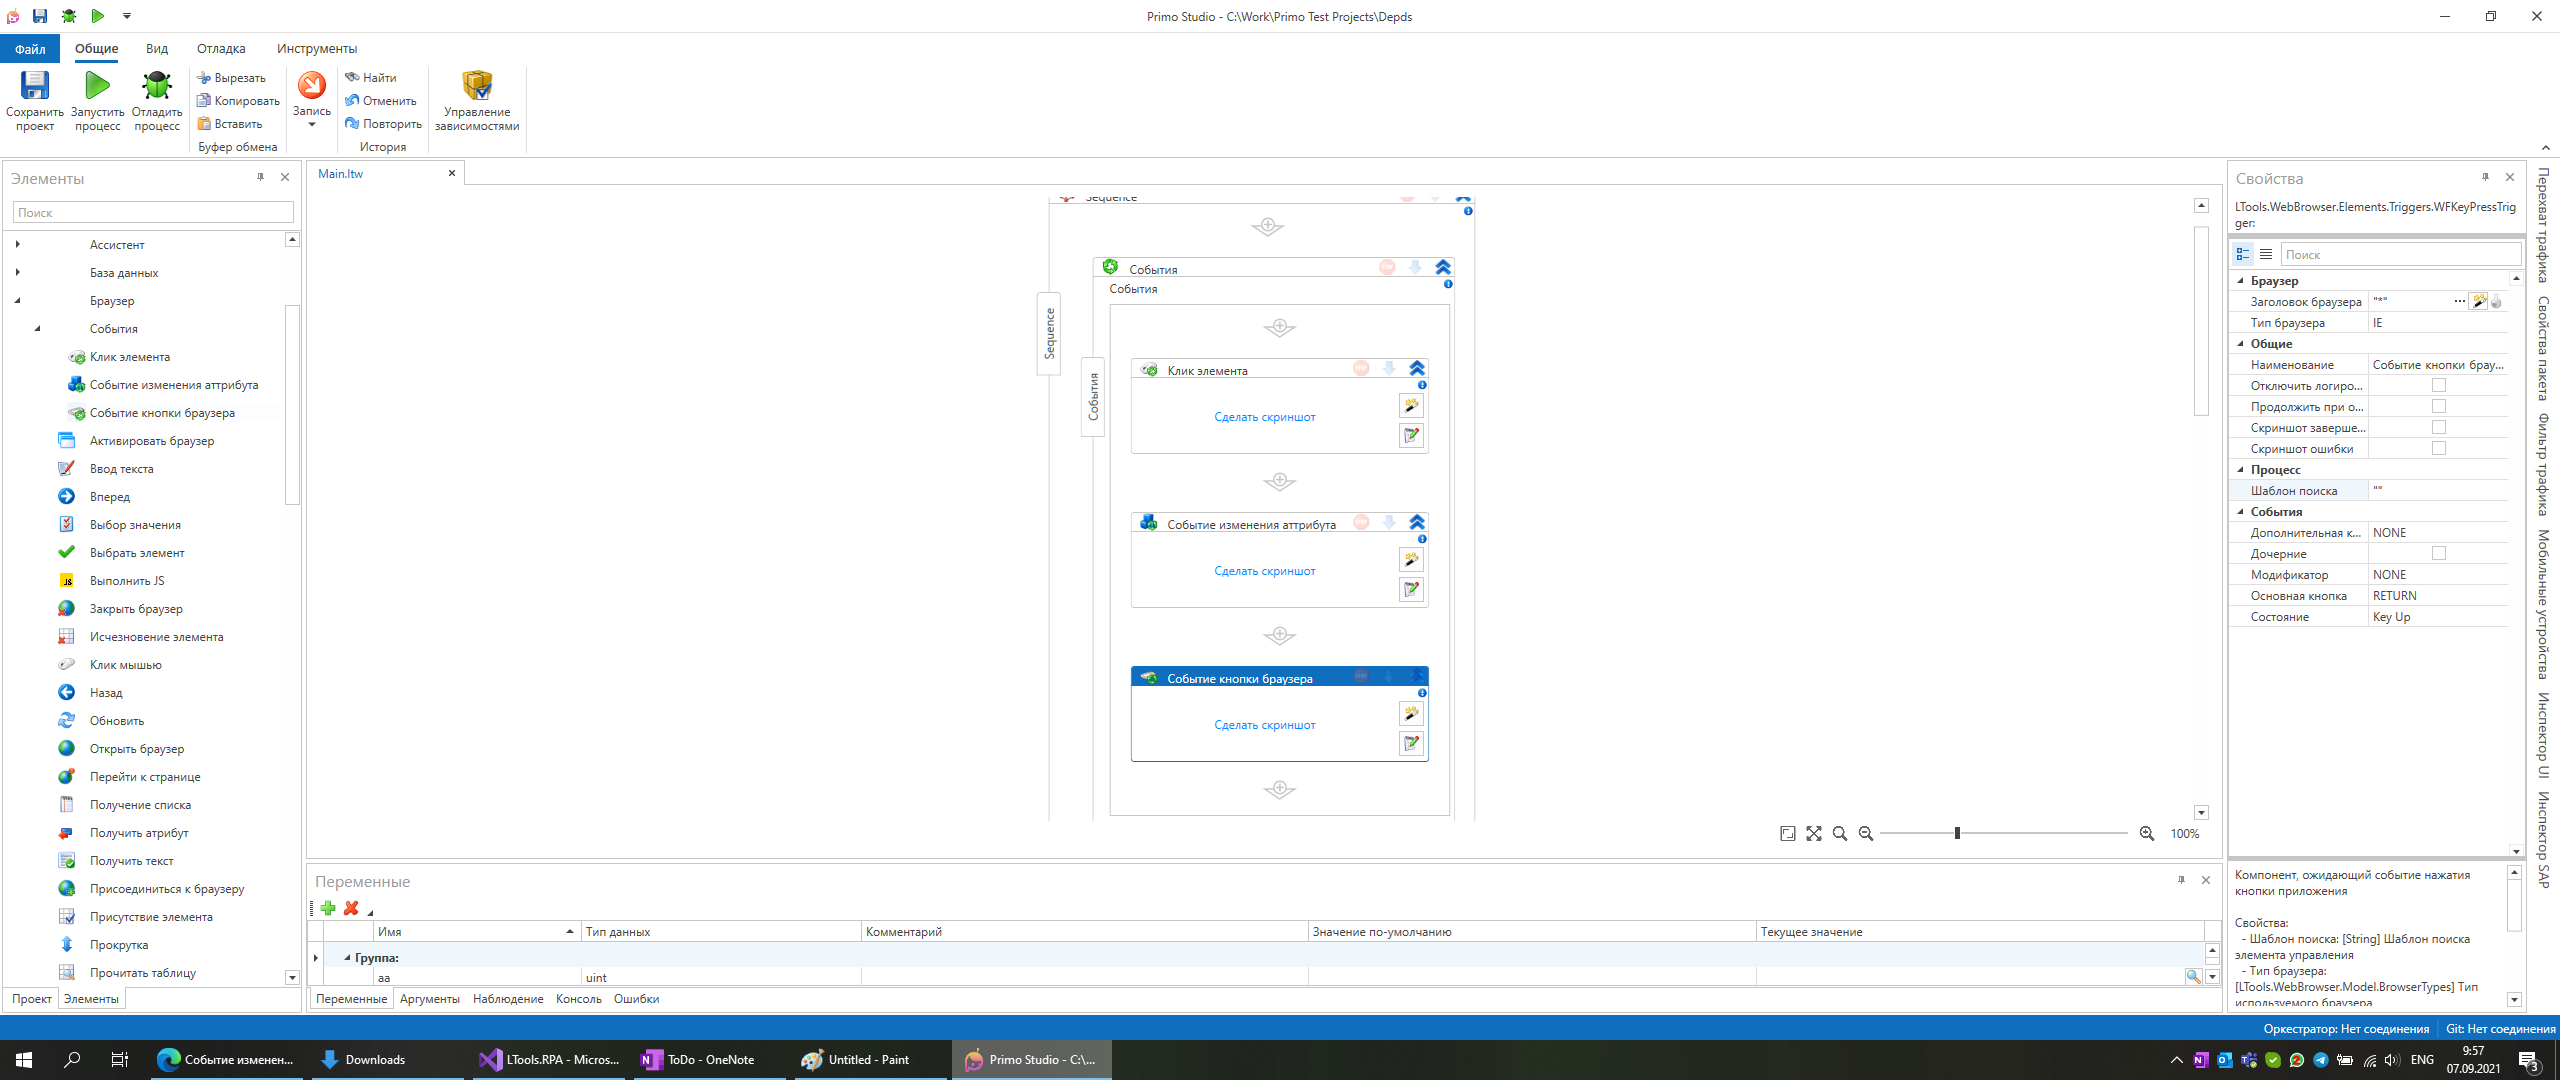 Primo Studio - C:\Work\Primo Test Projects\Depds
Файл
Общие
Вид
Отладка
Инструменты
Сохранить проект
Запустить процесс
Отладить процесс
Вырезать
Копировать
Вставить
Буфер обмена
Запись
Найти
Отменить
Повторить
История
Управление зависимостями
Элементы
Поиск
Ассистент
База данных
Браузер
События
Клик элемента
Событие изменения аттрибута
Событие кнопки браузера
Активировать браузер
Ввод текста
Вперед
Выбор значения
Выбрать элемент
Выполнить JS
Закрыть браузер
Исчезновение элемента
Клик мышью
Назад
Обновить
Открыть браузер
Перейти к странице
Получение списка
Получить атрибут
Получить текст
Присоединиться к браузеру
Присутствие элемента
Прокрутка
Прочитать таблицу
Проект
Элементы
Main.ltw
Sequence
Sequence
События
События
События
Клик элемента
Сделать скриншот
Событие изменения аттрибута
Сделать скриншот
Событие кнопки браузера
Сделать скриншот
100%
Переменные
Имя
Тип данных
Комментарий
Значение по-умолчанию
Текущее значение
Группа:
aa
uint
Переменные
Аргументы
Наблюдение
Консоль
Ошибки
Свойства
LTools.WebBrowser.Elements.Triggers.WFKeyPressTrig
ger:
Поиск
Браузер
Заголовок браузера "*"
Тип браузера IE
Общие
Наименование Событие кнопки брау...
Отключить логиро...
Продолжить при о...
Скриншот заверше...
Скриншот ошибки
Процесс
Шаблон поиска ""
События
Дополнительная к... NONE
Дочерние
Модификатор NONE
Основная кнопка RETURN
Состояние Key Up
Компонент, ожидающий событие нажатия
кнопки приложения
Свойства:
- Шаблон поиска: [String] Шаблон поиска
элемента управления
- Тип браузера:
[LTools.WebBrowser.Model.BrowserTypes] Тип
используемого браузера
Перехват трафика
Свойства пакета
Фильтр трафика
Мобильные устройства
Инспектор UI
Инспектор SAP
Оркестратор: Нет соединения
Git: Нет соединения
Событие изменен...
Downloads
LTools.RPA - Micros...
ToDo - OneNote
Untitled - Paint
Primo Studio - C:\...
ENG
9:57
07.09.2021
3